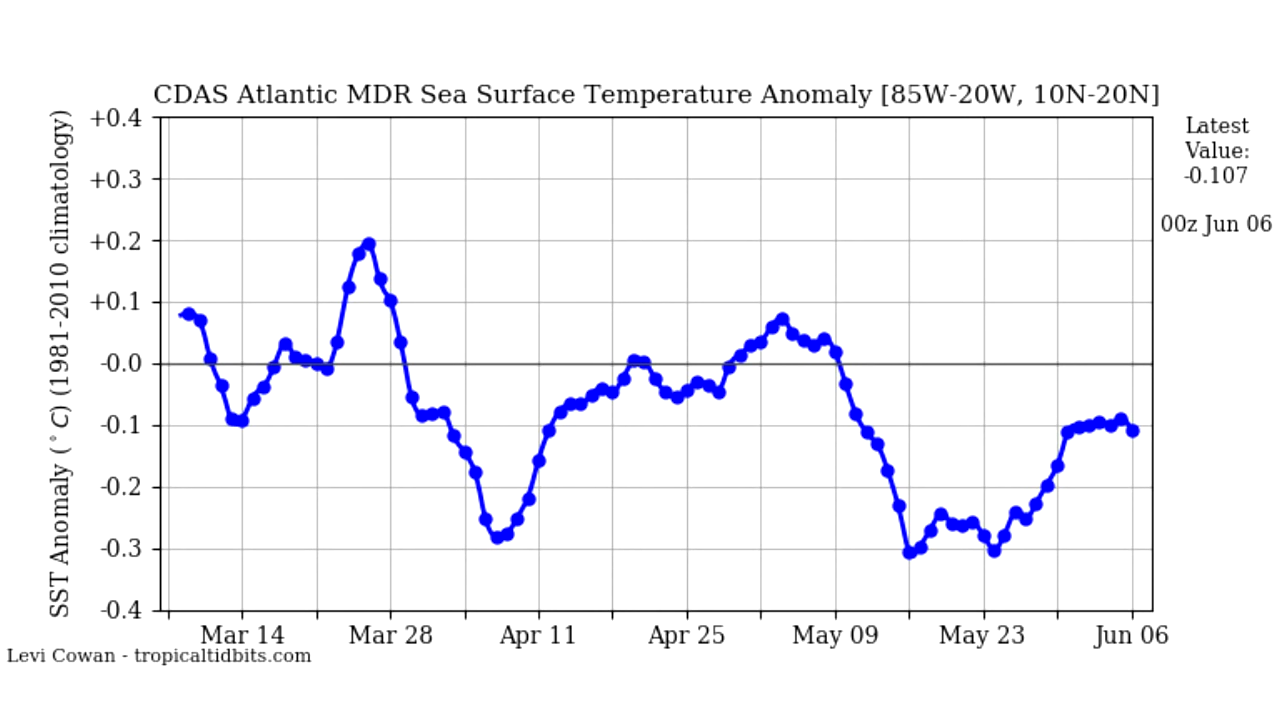 CDAS Atlantic MDR Sea Surface Temperature Anomaly [85W-20W, 10N-20N]
SST Anomaly (°C) (1981-2010 climatology)
+0.4
+0.3
+0.2
+0.1
-0.0
-0.1
-0.2
-0.3
-0.4
Mar 14
Mar 28
Apr 11
Apr 25
May 09
May 23
Jun 06
Latest
Value:
-0.107
00z Jun 06
Levi Cowan - tropicaltidbits.com